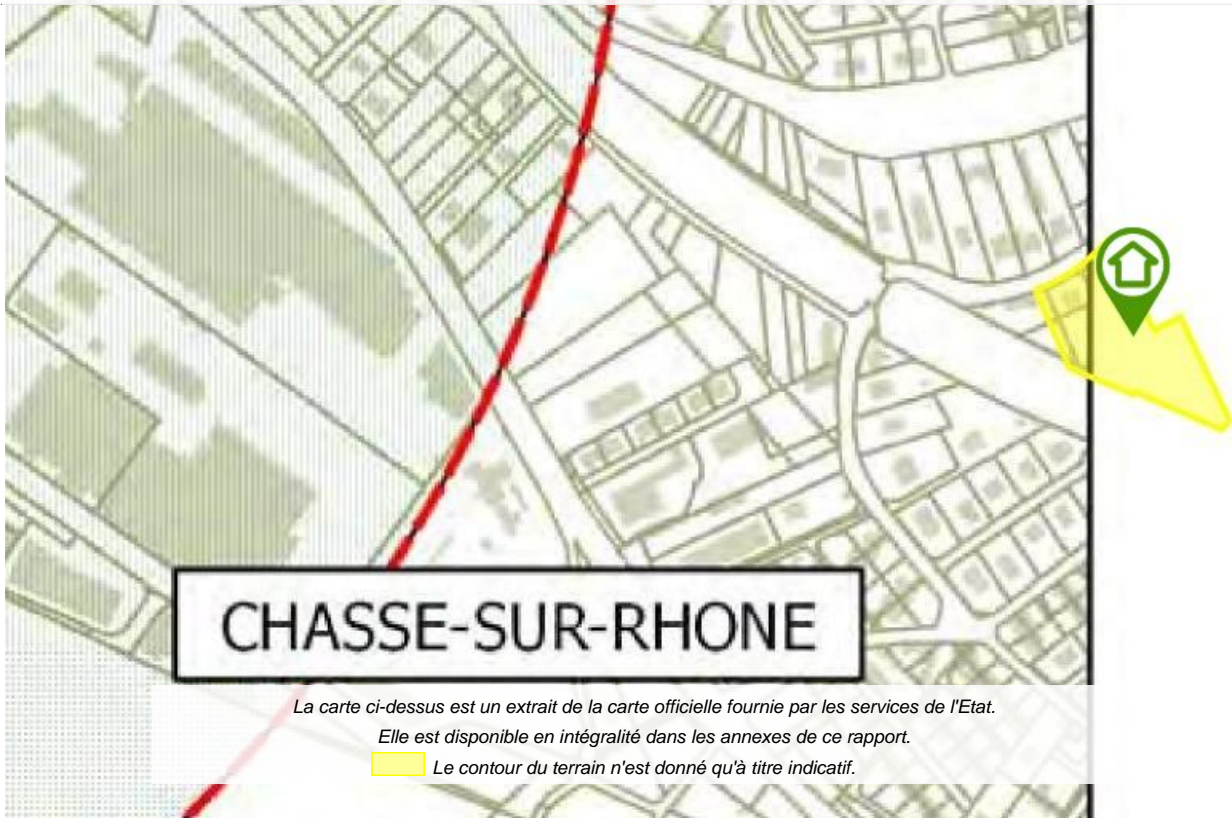 CHASSE-SUR-RHONE
La carte ci-dessus est un extrait de la carte officielle fournie par les services de l'Etat.
Elle est disponible en intégralité dans les annexes de ce rapport.
Le contour du terrain n'est donné qu'à titre indicatif.